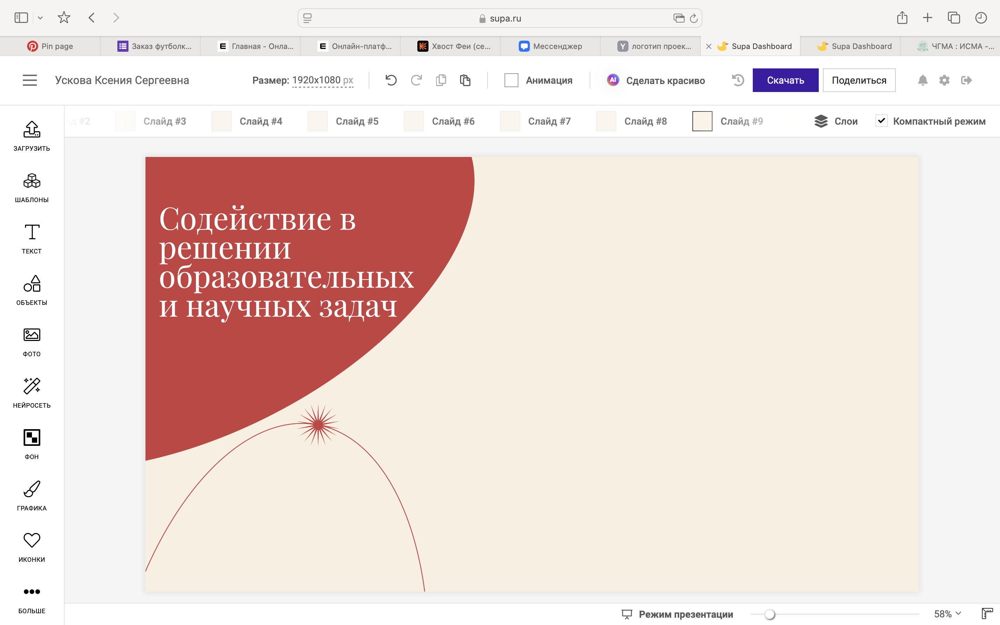 supa.ru
Pin page
Заказ футболк...
Главная - Онла...
Онлайн-платф...
Хвост Феи (се...
Мессенджер
Y логотип проек...
Supa Dashboard
Supa Dashboard
ЧГМА ЧГМА : ИСМА -...
Ускова Ксения Сергеевна
Размер: 1920x1080 px
Анимация
AI Сделать красиво
Скачать
Поделиться
д #2
Слайд #3
Слайд #4
Слайд #5
Слайд #6
Слайд #7
Слайд #8
Слайд #9
Слои
Компактный режим
ЗАГРУЗИТЬ
ШАБЛОНЫ
ТЕКСТ
ОБЪЕКТЫ
ФОТО
НЕЙРОСЕТЬ
ФОН
ГРАФИКА
ИКОНКИ
БОЛЬШЕ
Содействие в
решении
образовательных
и научных задач
Режим презентации
58%